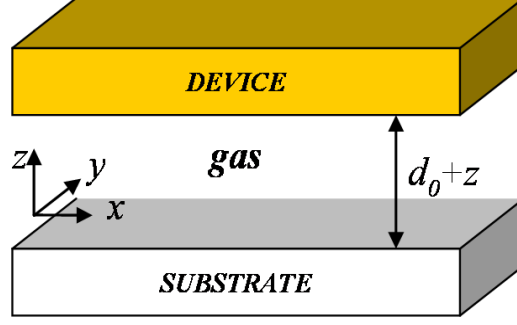 DEVICE
gas
z
y
x
d₀+z
SUBSTRATE